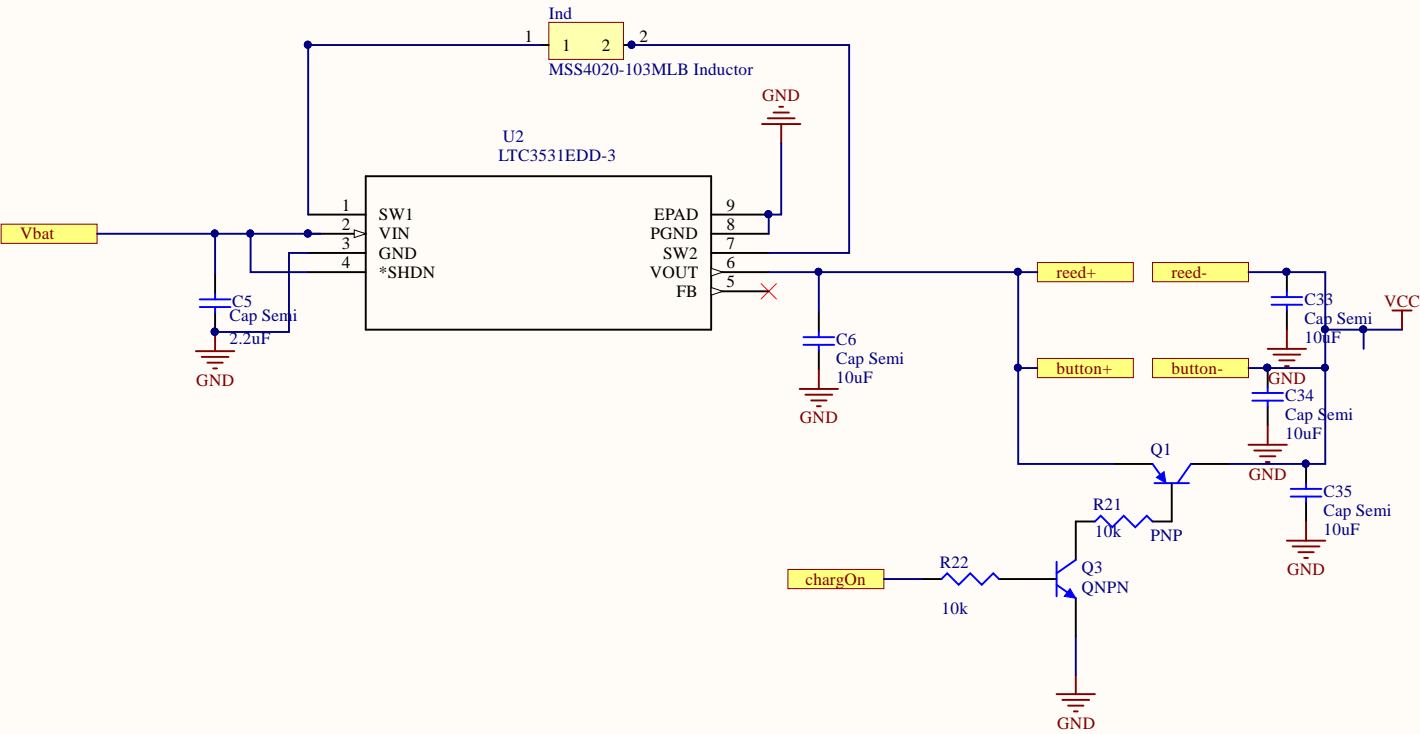 Ind
1
1 2
2
MSS4020-103MLB Inductor
GND
U2
LTC3531EDD-3
Vbat
1
SW1
2
VIN
3
GND
4
*SHDN
EPAD
9
PGND
8
SW2
7
VOUT
6
FB
5
C5
Cap Semi
2.2uF
GND
C6
Cap Semi
10uF
GND
reed+
reed-
C33
Cap Semi
10uF
GND
VCC
button+
button-
C34
Cap Semi
10uF
GND
Q1
PNP
C35
Cap Semi
10uF
GND
R21
10k
chargOn
R22
10k
Q3
QNPN
GND